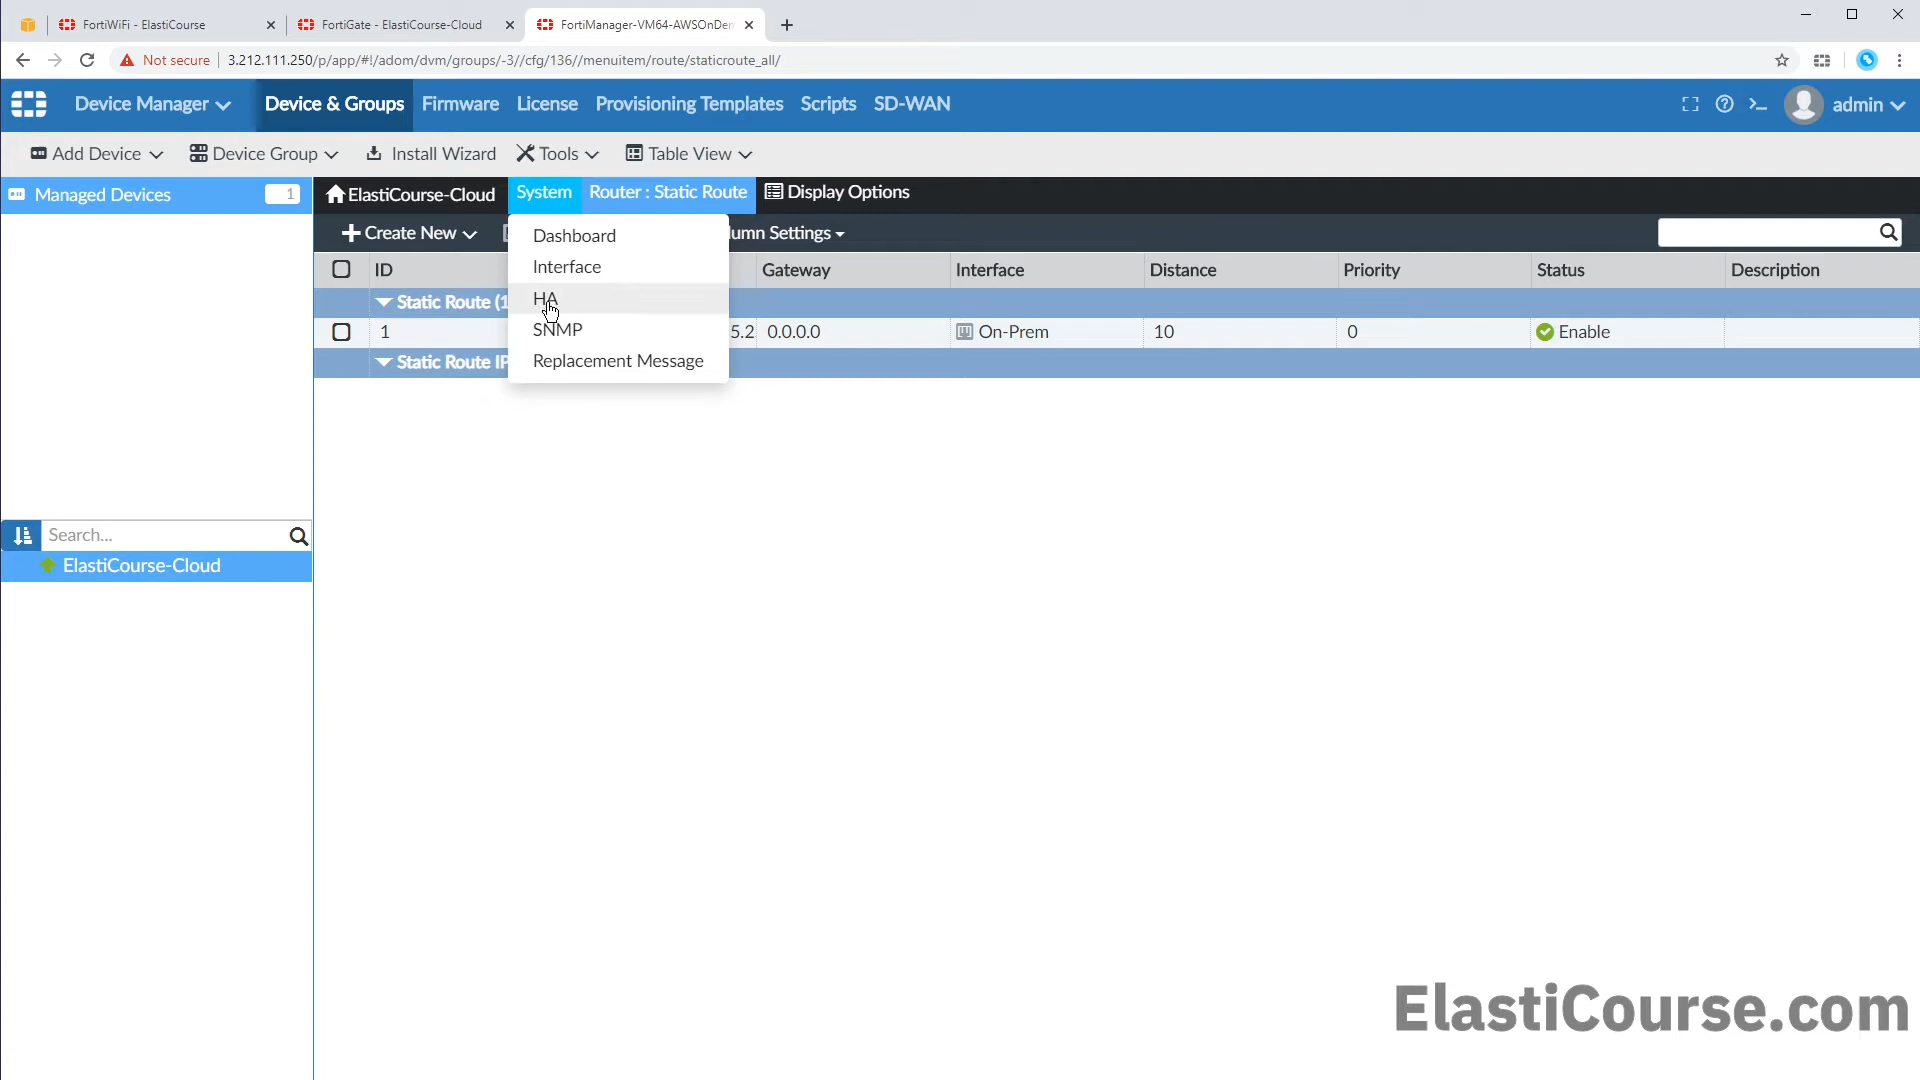 FortiWiFi - ElastiCourse
FortiGate - ElastiCourse-Cloud
FortiManager-VM64-AWSOnDem
Not secure
3.212.111.250/p/app/#!/adom/dvm/groups/-3//cfg/136//menuitem/route/staticroute_all/
Device Manager
Device & Groups
Firmware
License
Provisioning Templates
Scripts
SD-WAN
admin
Add Device
Device Group
Install Wizard
Tools
Table View
Managed Devices
1
ElastiCourse-Cloud
System
Router : Static Route
Display Options
Create New
lumn Settings
Dashboard
Interface
HA
SNMP
Replacement Message
ID
Gateway
Interface
Distance
Priority
Status
Description
Static Route (1
1
5.2
0.0.0.0
On-Prem
10
0
Enable
Static Route IP
Search...
ElastiCourse-Cloud
ElastiCourse.com